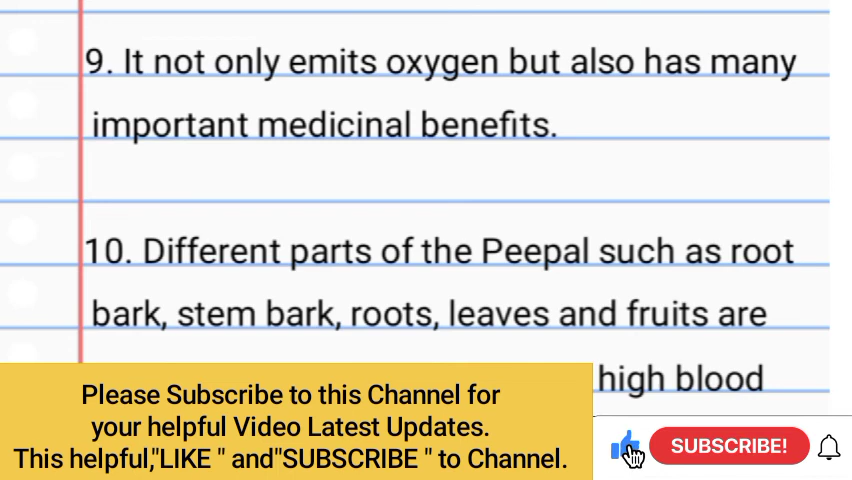 9. It not only emits oxygen but also has many
important medicinal benefits.
10. Different parts of the Peepal such as root
bark, stem bark, roots, leaves and fruits are
high blood
Please Subscribe to this Channel for
your helpful Video Latest Updates.
This helpful,"LIKE " and"SUBSCRIBE " to Channel.
SUBSCRIBE!